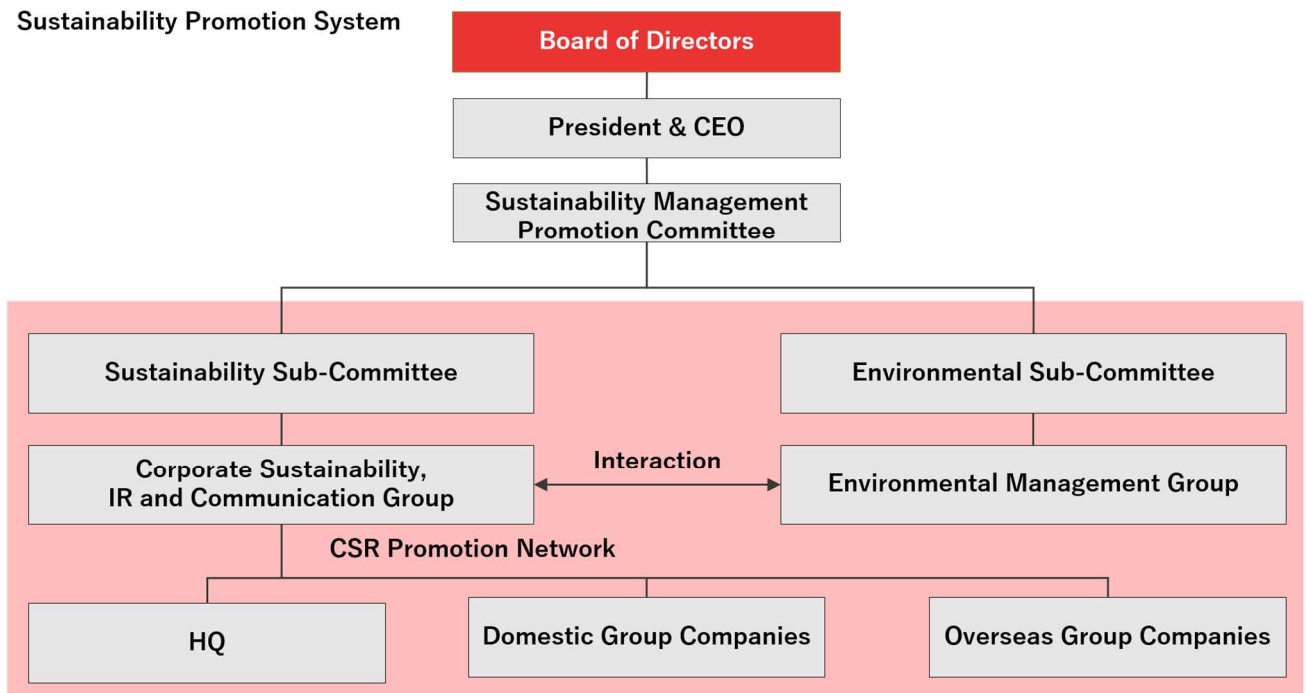 Sustainability Promotion System
Board of Directors
President & CEO
Sustainability Management
Promotion Committee
Sustainability Sub-Committee
Environmental Sub-Committee
Corporate Sustainability,
IR and Communication Group
Interaction
Environmental Management Group
CSR Promotion Network
HQ
Domestic Group Companies
Overseas Group Companies